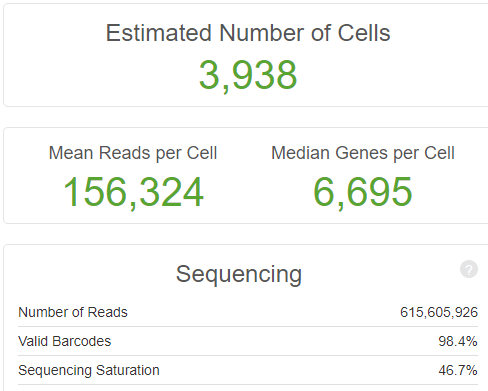 Estimated Number of Cells
3,938
Mean Reads per Cell Median Genes per Cell
156,324 6,695
Sequencing ?
Number of Reads 615,605,926
Valid Barcodes 98.4%
Sequencing Saturation 46.7%